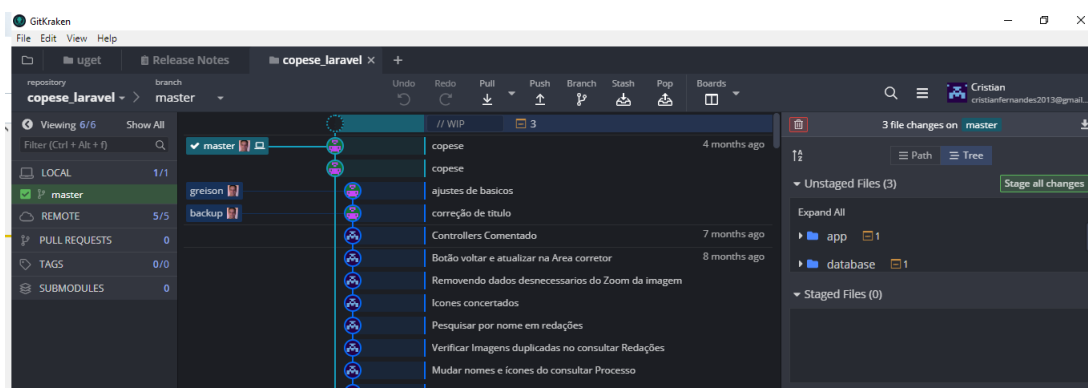 GitKraken
File Edit View Help
uget Release Notes copese_laravel × +
repository branch Undo Redo Pull Push Branch Stash Pop Boards
copese_laravel master
Cristian
cristianfernandes2013@gmail...
Viewing 6/6 Show All
Filter (Ctrl + Alt + f)
LOCAL 1/1
master
REMOTE 5/5
PULL REQUESTS 0
TAGS 0/0
SUBMODULES 0
// WIP 3
master copese 4 months ago
copese
greison ajustes de basicos
backup correção de titulo
Controllers Comentado 7 months ago
Botão voltar e atualizar na Area corretor 8 months ago
Removendo dados desnecessarios do Zoom da imagem
Icones concertados
Pesquisar por nome em redações
Verificar Imagens duplicadas no consultar Redações
Mudar nomes e ícones do consultar Processo
3 file changes on master
Path Tree
Unstaged Files (3) Stage all changes
Expand All
app 1
database 1
Staged Files (0)